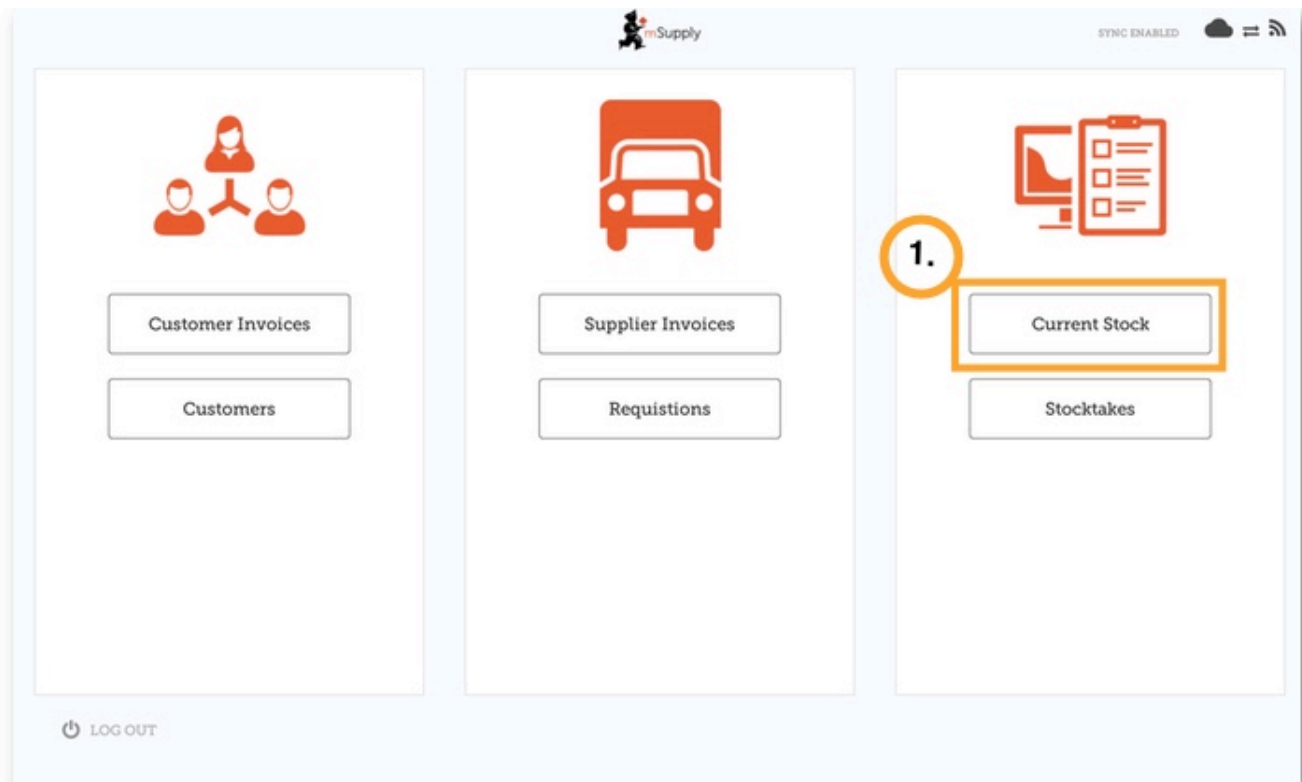 mSupply
SYNC ENABLED
1.
Customer Invoices
Supplier Invoices
Current Stock
Customers
Requistions
Stocktakes
LOG OUT